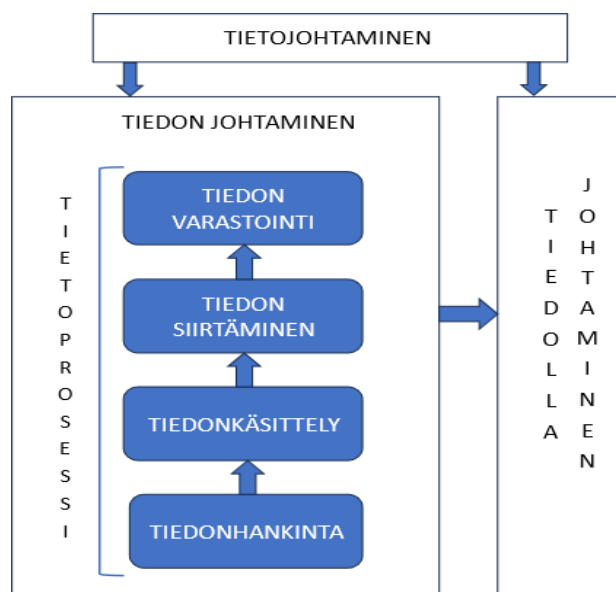 TIETOJOHTAMINEN
TIEDON JOHTAMINEN
TIETOPROSESSI
TIEDON
VARASTOINTI
TIEDON
SIIRTÄMINEN
TIEDONKÄSITTELY
TIEDONHANKINTA
TIEDOLLA
JOHTAMINEN